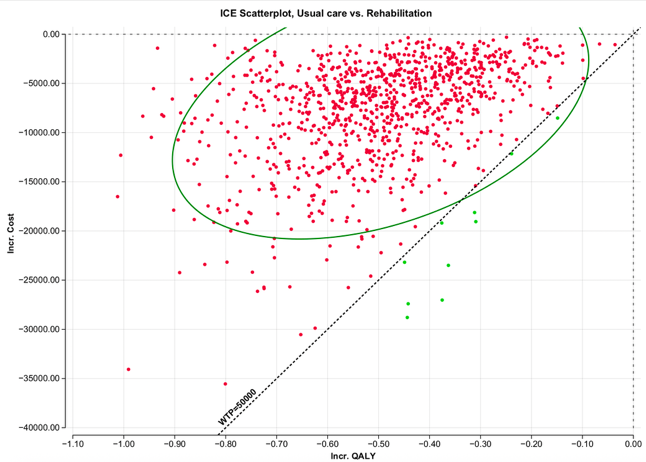 ICE Scatterplot, Usual care vs. Rehabilitation
0.00
−5000.00
−10000.00
−15000.00
−20000.00
−25000.00
−30000.00
−35000.00
−40000.00
Incr. Cost
WTP=50000
−1.10 −1.00 −0.90 −0.80 −0.70 −0.60 −0.50 −0.40 −0.30 −0.20 −0.10 0.00
Incr. QALY